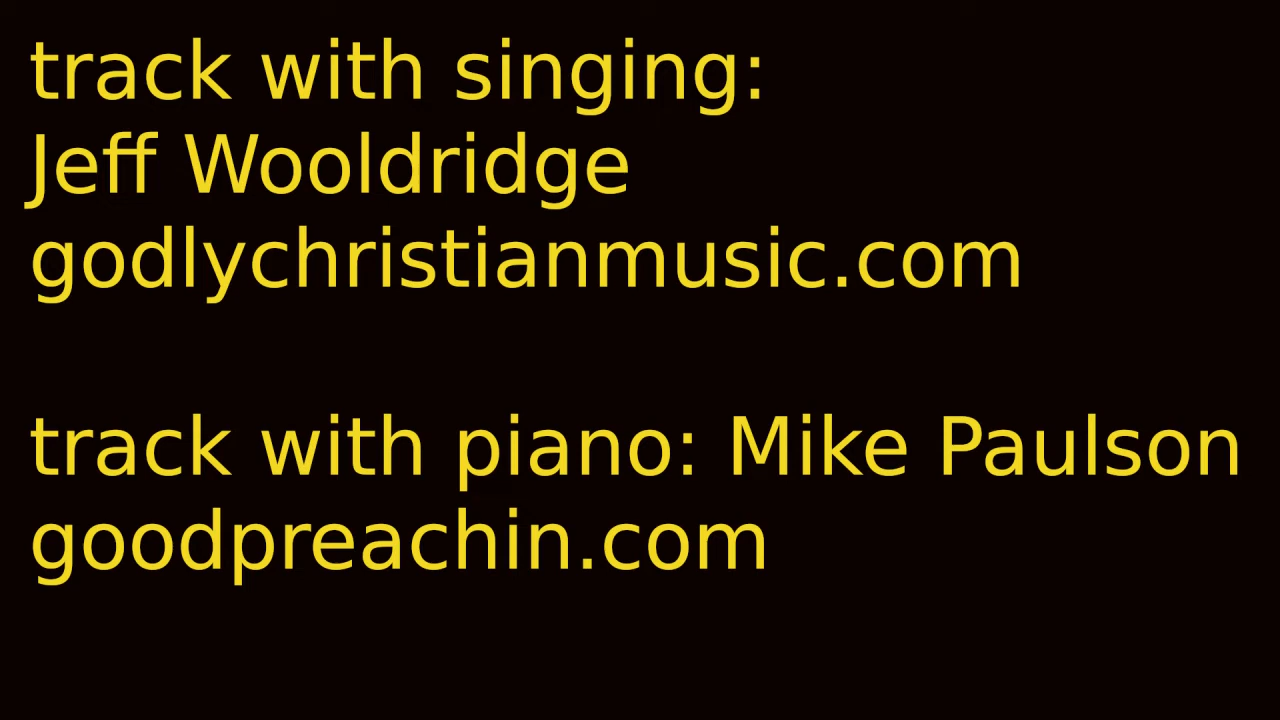 track with singing:
Jeff Wooldridge
godlychristianmusic.com
track with piano: Mike Paulson
goodpreachin.com